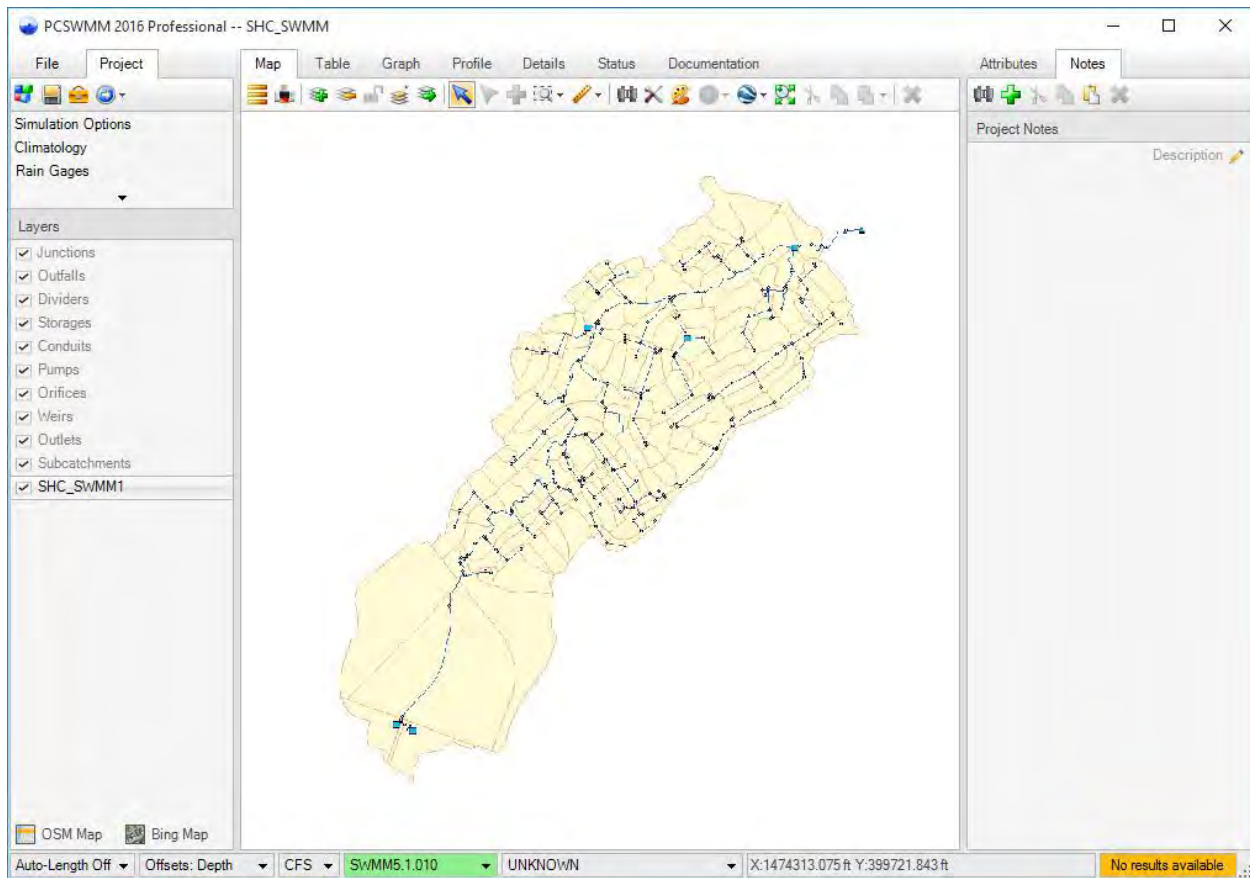 PCSWMM 2016 Professional -- SHC_SWMM
File Project Map Table Graph Profile Details Status Documentation Attributes Notes
Simulation Options
Climatology
Rain Gages
Project Notes
Description
Layers
Junctions
Outfalls
Dividers
Storages
Conduits
Pumps
Orifices
Weirs
Outlets
Subcatchments
SHC_SWMM1
OSM Map Bing Map
Auto-Length Off Offsets: Depth CFS SWMM5.1.010 UNKNOWN X:1474313.075 ft Y:399721.843 ft No results available